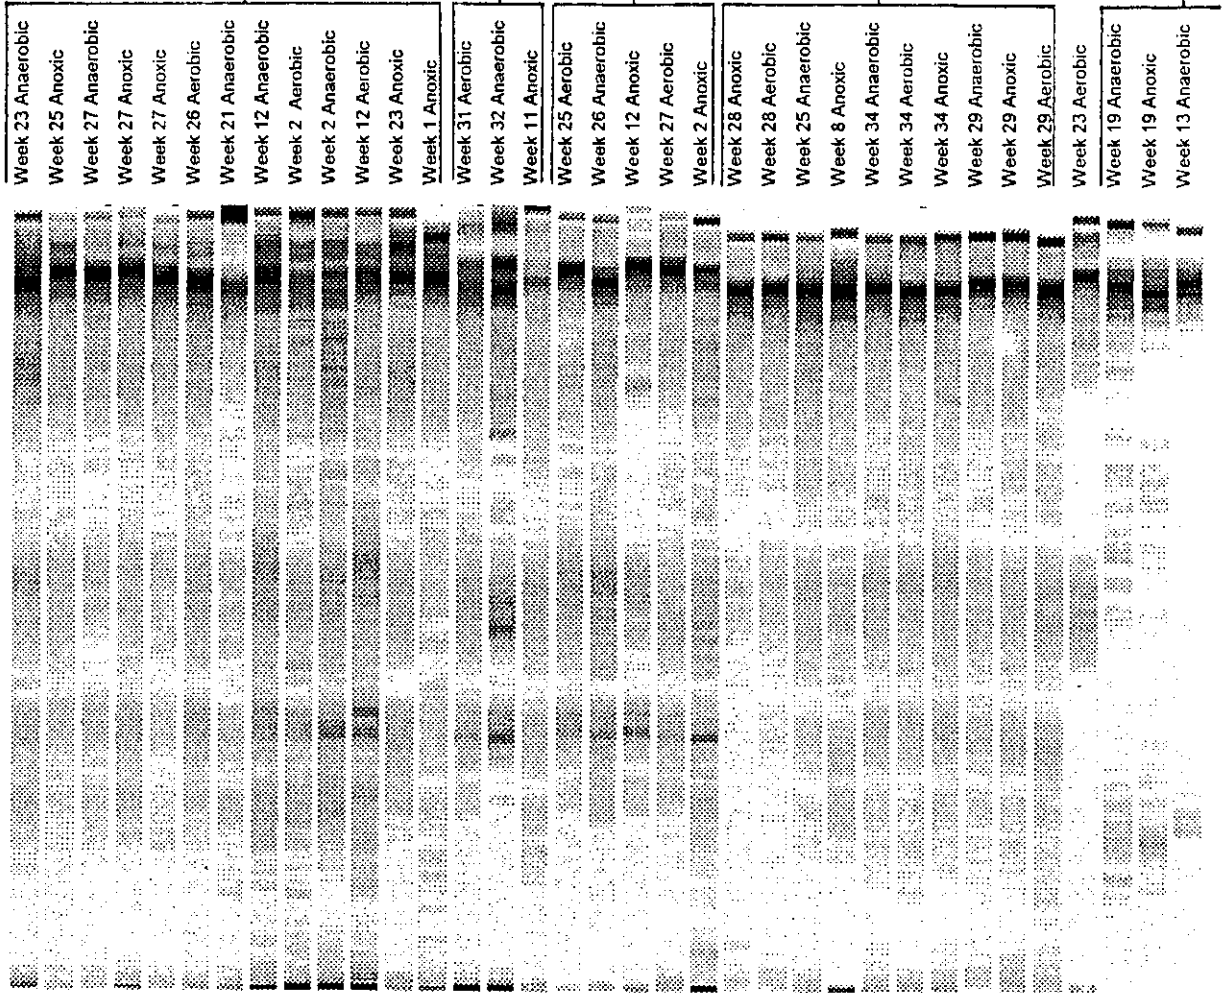 Week 23 Anaerobic
Week 25 Anoxic
Week 27 Anaerobic
Week 27 Anoxic
Week 27 Anoxic
Week 26 Aerobic
Week 21 Anaerobic
Week 12 Anaerobic
Week 2 Aerobic
Week 2 Anaerobic
Week 12 Aerobic
Week 23 Anoxic
Week 1 Anoxic
Week 31 Aerobic
Week 32 Anaerobic
Week 11 Anoxic
Week 25 Aerobic
Week 26 Anaerobic
Week 12 Anoxic
Week 27 Aerobic
Week 2 Anoxic
Week 28 Anoxic
Week 28 Aerobic
Week 25 Anaerobic
Week 8 Anoxic
Week 34 Anaerobic
Week 34 Aerobic
Week 34 Anoxic
Week 29 Anaerobic
Week 29 Anoxic
Week 29 Aerobic
Week 23 Aerobic
Week 19 Anaerobic
Week 19 Anoxic
Week 13 Anaerobic